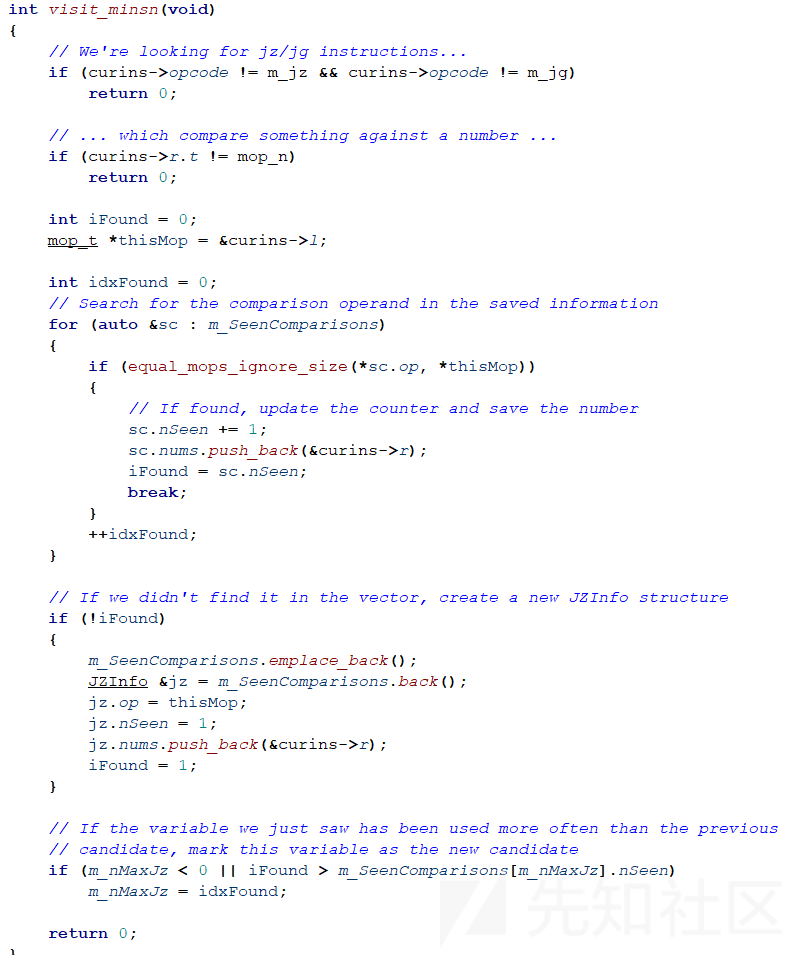 int visit_minsn(void)
{
    // We're looking for jz/jg instructions...
    if (curins->opcode != m_jz && curins->opcode != m_jg)
        return 0;

    // ... which compare something against a number ...
    if (curins->r.t != mop_n)
        return 0;

    int iFound = 0;
    mop_t *thisMop = &curins->l;

    int idxFound = 0;
    // Search for the comparison operand in the saved information
    for (auto &sc : m_SeenComparisons)
    {
        if (equal_mops_ignore_size(*sc.op, *thisMop))
        {
            // If found, update the counter and save the number
            sc.nSeen += 1;
            sc.nums.push_back(&curins->r);
            iFound = sc.nSeen;
            break;
        }
        ++idxFound;
    }

    // If we didn't find it in the vector, create a new JZInfo structure
    if (!iFound)
    {
        m_SeenComparisons.emplace_back();
        JZInfo &jz = m_SeenComparisons.back();
        jz.op = thisMop;
        jz.nSeen = 1;
        jz.nums.push_back(&curins->r);
        iFound = 1;
    }

    // If the variable we just saw has been used more often than the previous
    // candidate, mark this variable as the new candidate
    if (m_nMaxJz < 0 || iFound > m_SeenComparisons[m_nMaxJz].nSeen)
        m_nMaxJz = idxFound;

    return 0;
}
先知社区